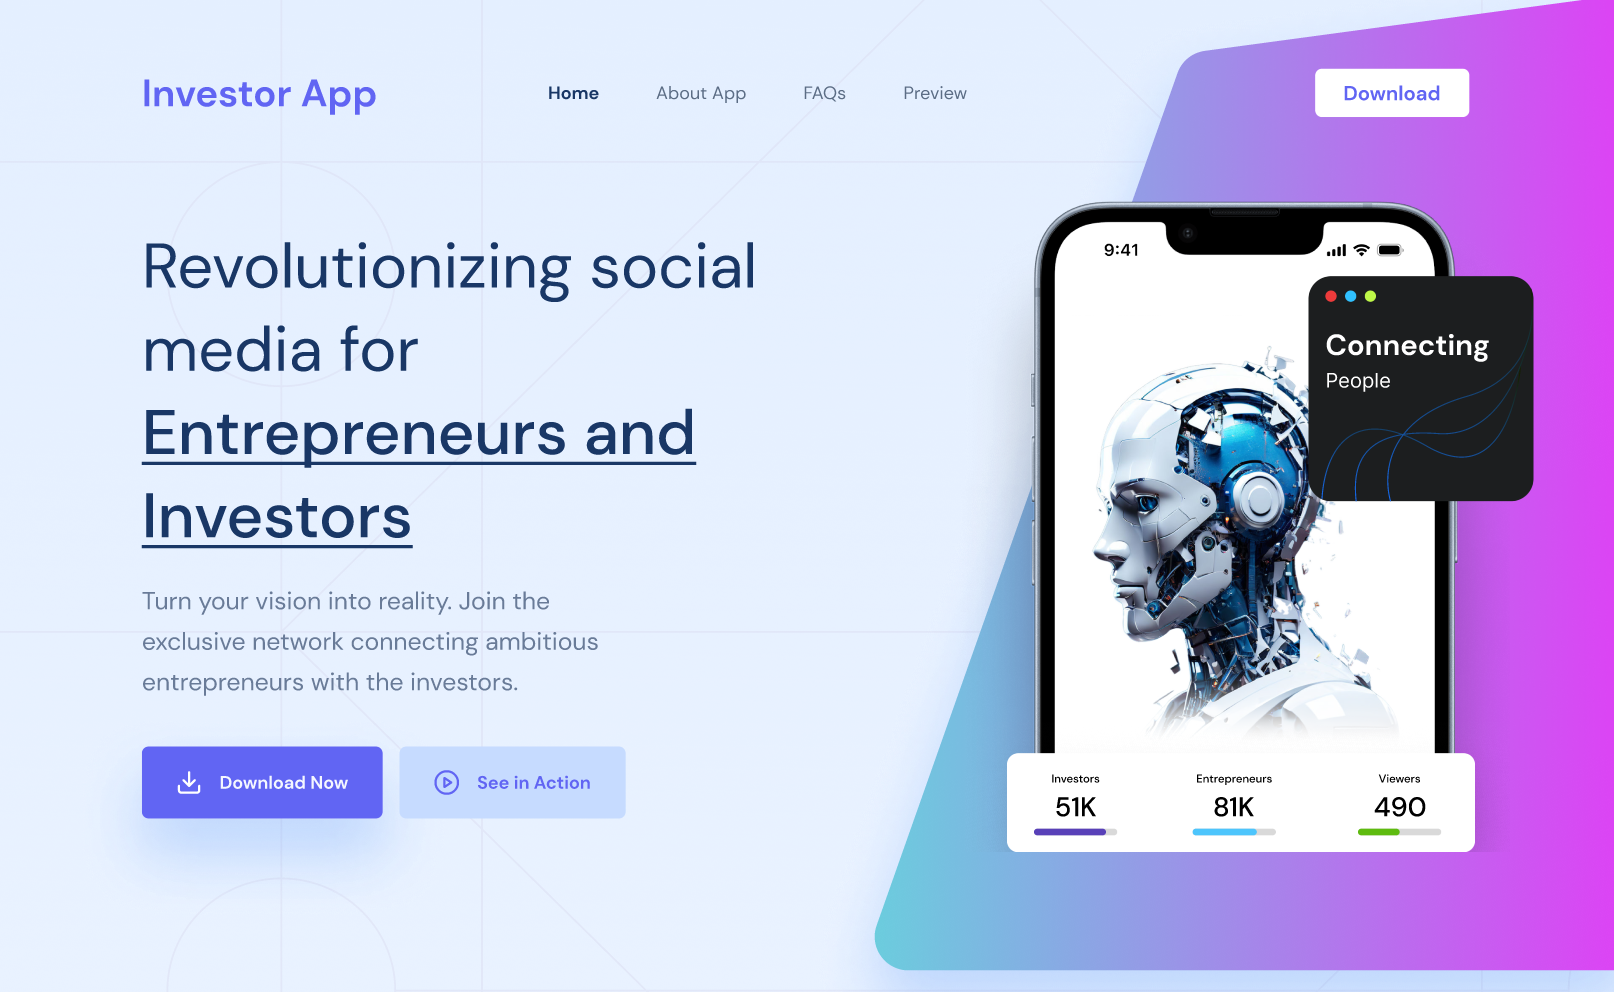 Investor App
Home
About App
FAQs
Preview
Download
Revolutionizing social
media for
Entrepreneurs and
Investors
Turn your vision into reality. Join the
exclusive network connecting ambitious
entrepreneurs with the investors.
Download Now
See in Action
9:41
Connecting
People
Investors
51K
Entrepreneurs
81K
Viewers
490